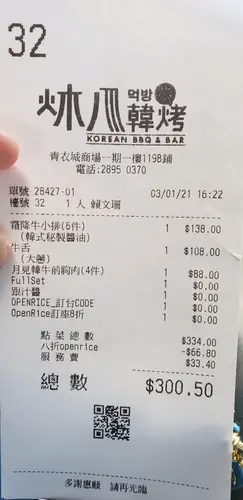 32
炑八韓烤
먹방
KOREAN BBQ & BAR
青衣城商場一期一樓119B鋪
電話:2895 0370
單號 28427-01 03/01/21 16:22
檯號 32 1 人 賴文珊
霜降牛小排(6件) 1 $138.00
(韓式秘製醬油)
牛舌 1 $108.00
(大葱)
月見韓牛前胸肉(4件) 1 $88.00
FullSet 1 $0.00
跟汁醬 1 $0.00
OPENRICE_訂台CODE 1 $0.00
OpenRice訂座8折 1 $0.00
點菜總數 $334.00
八折openrice -$66.80
服務費 $33.40
總數 $300.50
多謝惠顧 請再光臨